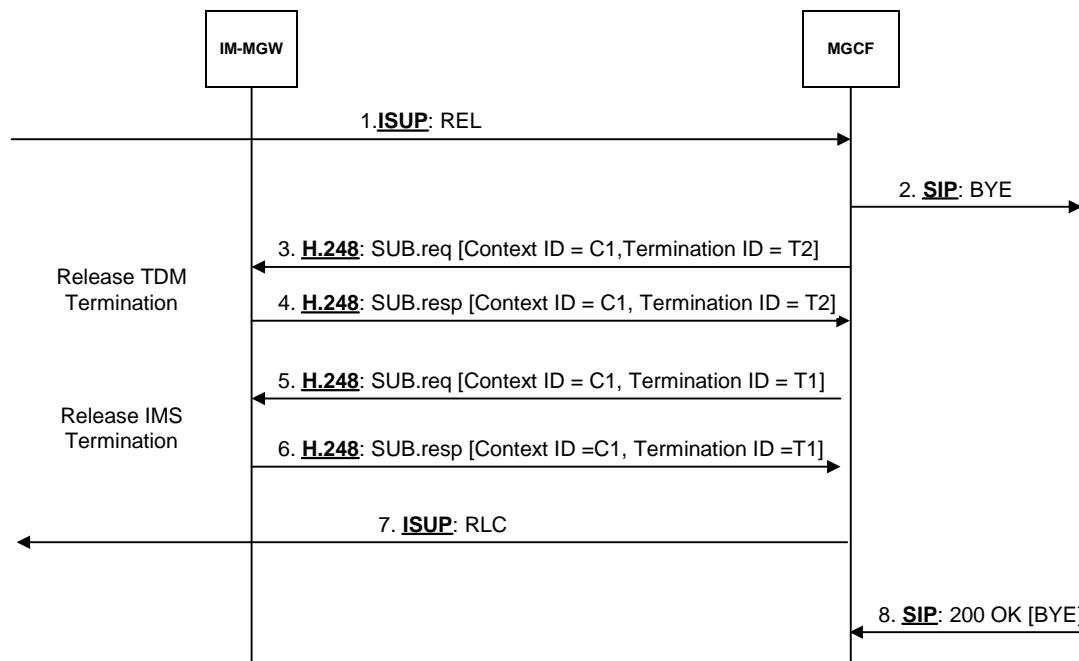 IM-MGW
MGCF
1.ISUP: REL
2. SIP: BYE
3. H.248: SUB.req [Context ID = C1,Termination ID = T2]
Release TDM
Termination
4. H.248: SUB.resp [Context ID = C1, Termination ID = T2]
5. H.248: SUB.req [Context ID = C1, Termination ID = T1]
Release IMS
Termination
6. H.248: SUB.resp [Context ID =C1, Termination ID =T1]
7. ISUP: RLC
8. SIP: 200 OK [BYE]